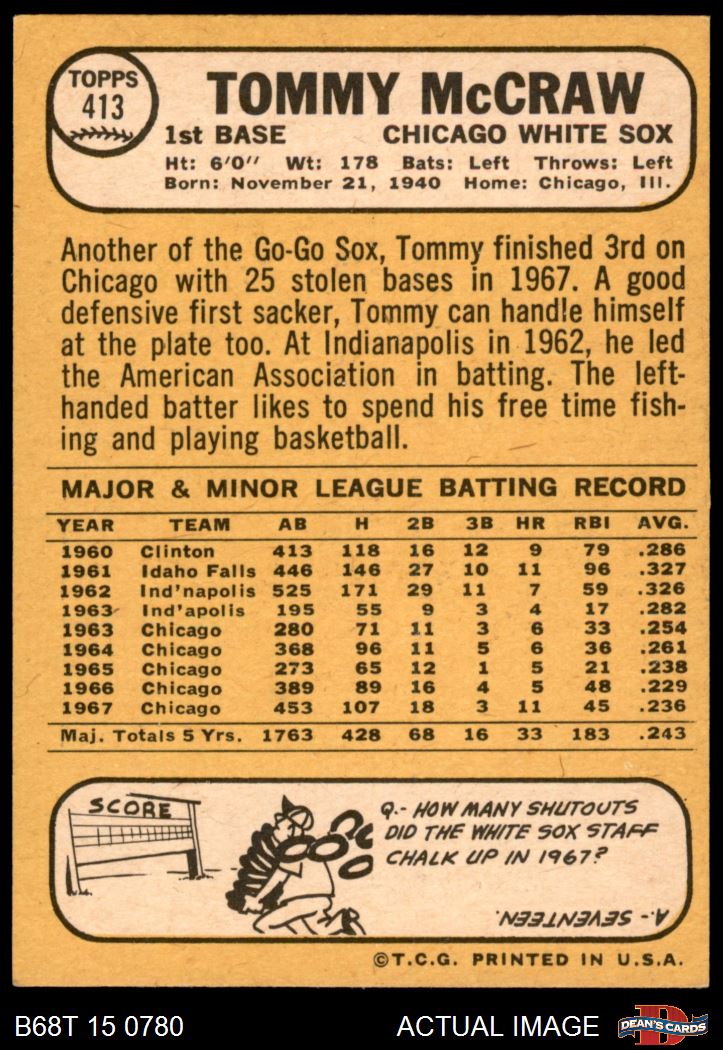 TOPPS
413
TOMMY McCRAW
1st BASE CHICAGO WHITE SOX
Ht: 6'0" Wt: 178 Bats: Left Throws: Left
Born: November 21, 1940 Home: Chicago, Ill.
Another of the Go-Go Sox, Tommy finished 3rd on
Chicago with 25 stolen bases in 1967. A good
defensive first sacker, Tommy can handle himself
at the plate too. At Indianapolis in 1962, he led
the American Association in batting. The left-
handed batter likes to spend his free time fish-
ing and playing basketball.
MAJOR & MINOR LEAGUE BATTING RECORD
YEAR TEAM AB H 2B 3B HR RBI AVG.
1960 Clinton 413 118 16 12 9 79 .286
1961 Idaho Falls 446 146 27 10 11 96 .327
1962 Ind'napolis 525 171 29 11 7 59 .326
1963 Ind'apolis 195 55 9 3 4 17 .282
1963 Chicago 280 71 11 3 6 33 .254
1964 Chicago 368 96 11 5 6 36 .261
1965 Chicago 273 65 12 1 5 21 .238
1966 Chicago 389 89 16 4 5 48 .229
1967 Chicago 453 107 18 3 11 45 .236
Maj. Totals 5 Yrs. 1763 428 68 16 33 183 .243
SCORE
Q.- HOW MANY SHUTOUTS
DID THE WHITE SOX STAFF
CHALK UP IN 1967?
A.- SEVENTEEN.
©T.C.G. PRINTED IN U.S.A.
B68T 15 0780 ACTUAL IMAGE
D
DEAN'S CARDS